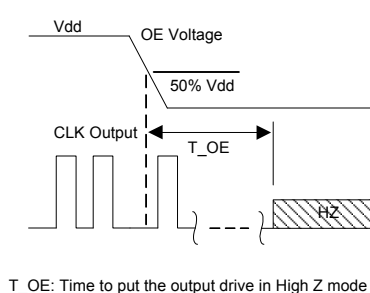 Vdd
OE Voltage
50% Vdd
CLK Output
T_OE
HZ
T_OE: Time to put the output drive in High Z mode